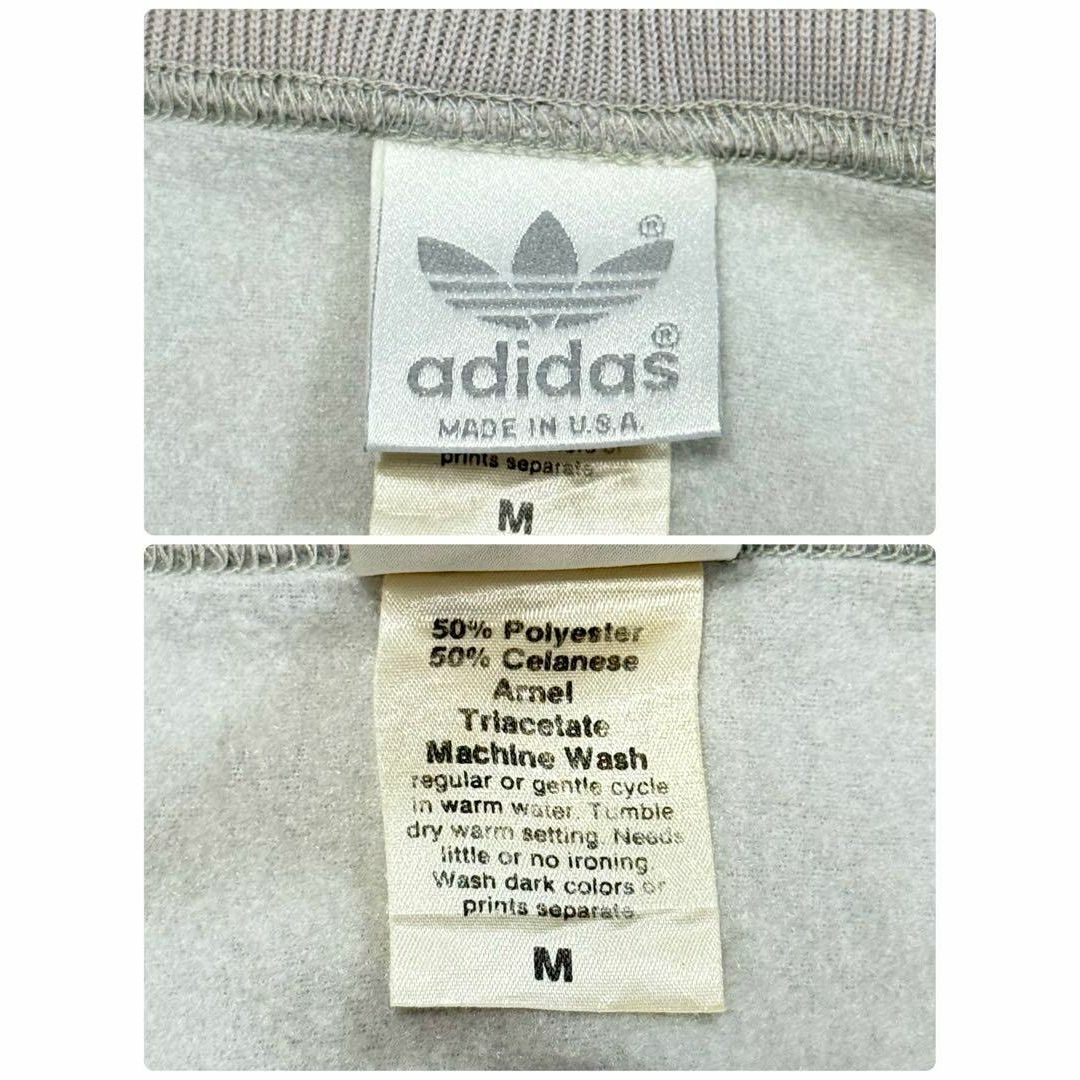 ®
adidas®
MADE IN U.S.A.
prints separate
M
50% Polyester
50% Celanese
Arnel
Triacetate
Machine Wash
regular or gentle cycle
in warm water. Tumble
dry warm setting. Needs
little or no ironing
Wash dark colors or
prints separate
M